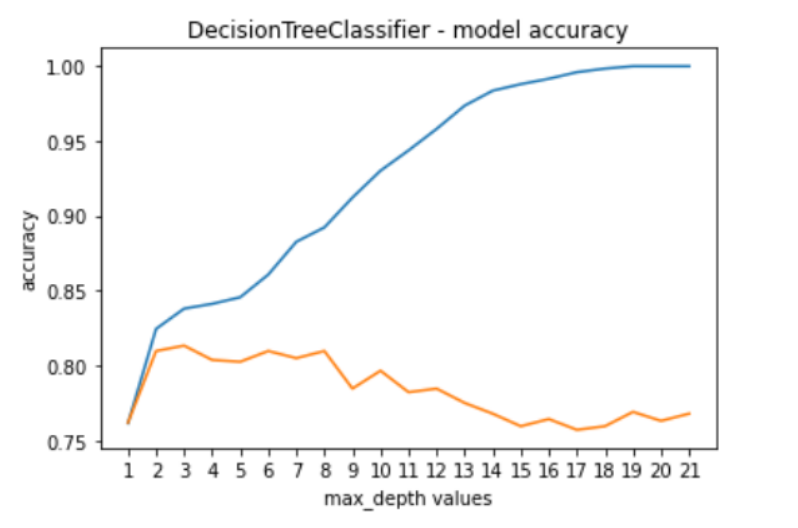 DecisionTreeClassifier - model accuracy
1.00
0.95
0.90
0.85
0.80
0.75
accuracy
1 2 3 4 5 6 7 8 9 10 11 12 13 14 15 16 17 18 19 20 21
max_depth values